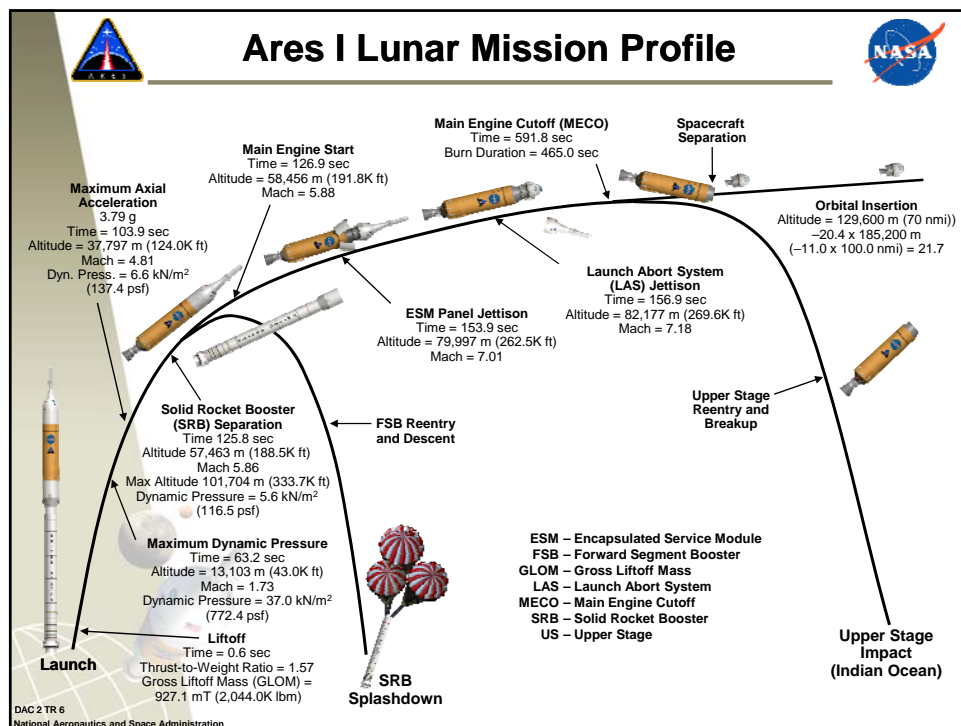 Ares I Lunar Mission Profile
NASA
Main Engine Cutoff (MECO)
Time = 591.8 sec
Burn Duration = 465.0 sec
Spacecraft
Separation
Main Engine Start
Time = 126.9 sec
Altitude = 58,456 m (191.8K ft)
Mach = 5.88
Maximum Axial
Acceleration
3.79 g
Time = 103.9 sec
Altitude = 37,797 m (124.0K ft)
Mach = 4.81
Dyn. Press. = 6.6 kN/m²
(137.4 psf)
Orbital Insertion
Altitude = 129,600 m (70 nmi))
–20.4 x 185,200 m
(–11.0 x 100.0 nmi) = 21.7
Launch Abort System
(LAS) Jettison
Time = 156.9 sec
Altitude = 82,177 m (269.6K ft)
Mach = 7.18
ESM Panel Jettison
Time = 153.9 sec
Altitude = 79,997 m (262.5K ft)
Mach = 7.01
Solid Rocket Booster
(SRB) Separation
Time 125.8 sec
Altitude 57,463 m (188.5K ft)
Mach 5.86
Max Altitude 101,704 m (333.7K ft)
Dynamic Pressure = 5.6 kN/m²
(116.5 psf)
FSB Reentry
and Descent
Upper Stage
Reentry and
Breakup
Maximum Dynamic Pressure
Time = 63.2 sec
Altitude = 13,103 m (43.0K ft)
Mach = 1.73
Dynamic Pressure = 37.0 kN/m²
(772.4 psf)
ESM – Encapsulated Service Module
FSB – Forward Segment Booster
GLOM – Gross Liftoff Mass
LAS – Launch Abort System
MECO – Main Engine Cutoff
SRB – Solid Rocket Booster
US – Upper Stage
Liftoff
Time = 0.6 sec
Thrust-to-Weight Ratio = 1.57
Gross Liftoff Mass (GLOM) =
927.1 mT (2,044.0K lbm)
Launch
SRB
Splashdown
Upper Stage
Impact
(Indian Ocean)
DAC 2 TR 6
National Aeronautics and Space Administration